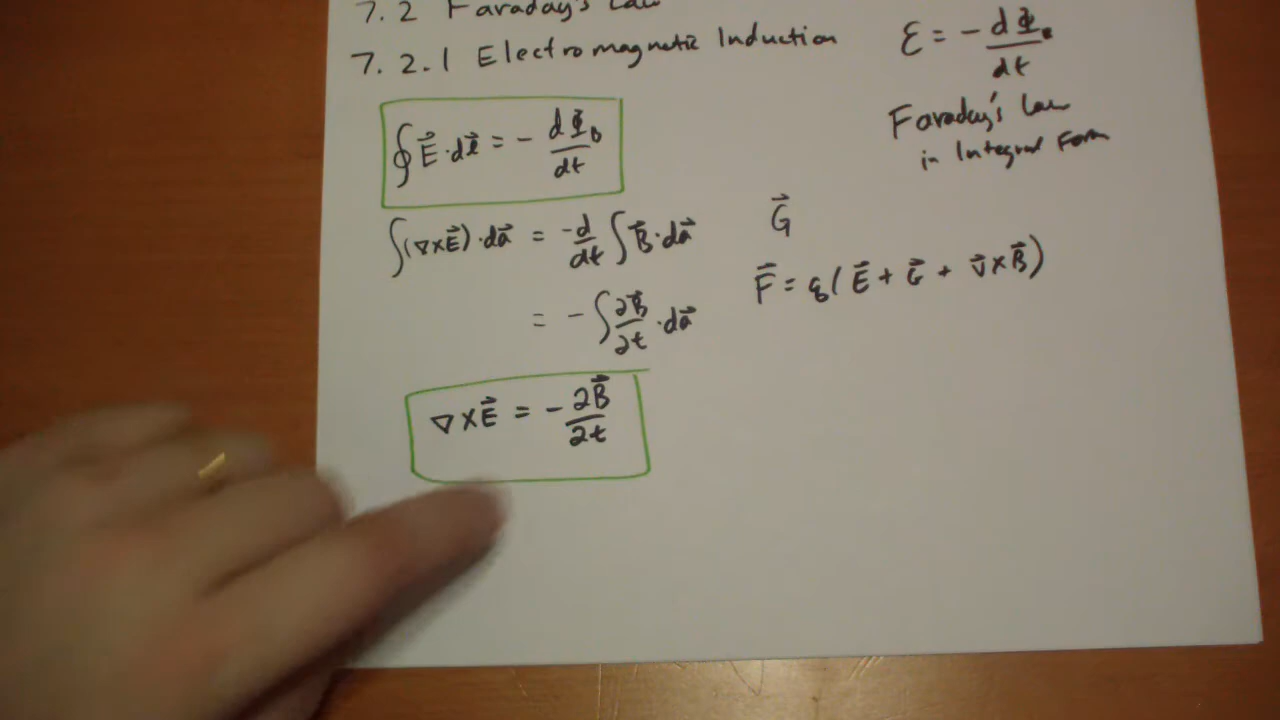 7.2 Faraday's Law
7.2.1 Electromagnetic Induction
ε = - dΦ_B/dt
Faraday's Law
in Integral Form
∮ E⃗ · dl⃗ = - dΦ_B/dt
∫(∇×E⃗) · da⃗ = -d/dt ∫ B⃗ · da⃗
G⃗
F⃗ = q( E⃗ + G⃗ + v⃗ × B⃗ )
= - ∫ ∂B⃗/∂t · da⃗
∇×E⃗ = - ∂B⃗/∂t